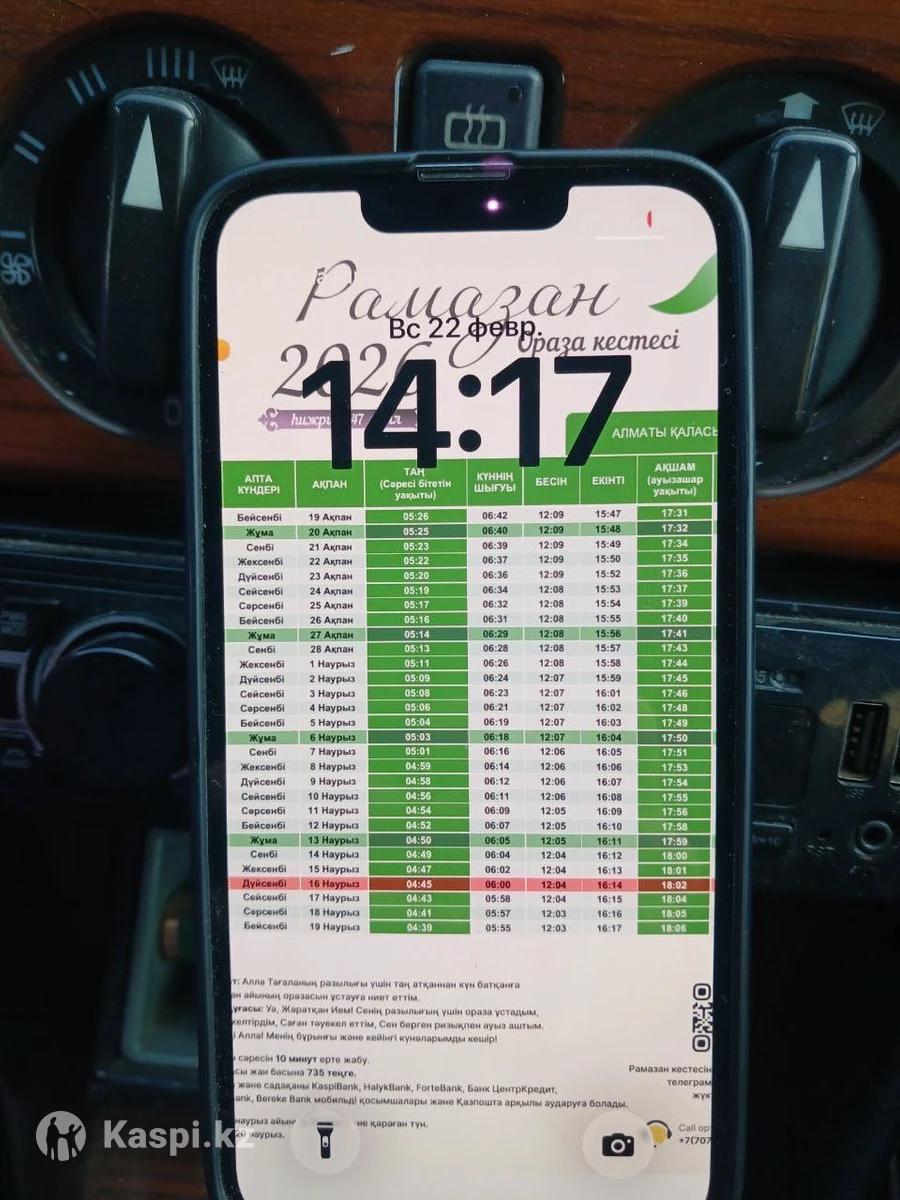 Рамазан
Вс 22 февр.
2026 ораза кестесі
14:17
АЛМАТЫ ҚАЛАСЫ
АПТА КҮНДЕРІ АҚПАН ТАҢ (Сәресі бітетін уақыты) КҮННІҢ ШЫҒУЫ БЕСІН ЕКІНТІ АҚШАМ (ауызашар уақыты)
Бейсенбі 19 Ақпан 05:26 06:42 12:09 15:47 17:31
Жұма 20 Ақпан 05:25 06:40 12:09 15:48 17:32
Сенбі 21 Ақпан 05:23 06:39 12:09 15:49 17:34
Жексенбі 22 Ақпан 05:22 06:37 12:09 15:50 17:35
Дүйсенбі 23 Ақпан 05:20 06:36 12:09 15:52 17:36
Сейсенбі 24 Ақпан 05:19 06:34 12:08 15:53 17:37
Сәрсенбі 25 Ақпан 05:17 06:32 12:08 15:54 17:39
Бейсенбі 26 Ақпан 05:16 06:31 12:08 15:55 17:40
Жұма 27 Ақпан 05:14 06:29 12:08 15:56 17:41
Сенбі 28 Ақпан 05:13 06:28 12:08 15:57 17:43
Жексенбі 1 Наурыз 05:11 06:26 12:08 15:58 17:44
Дүйсенбі 2 Наурыз 05:09 06:24 12:07 15:59 17:45
Сейсенбі 3 Наурыз 05:08 06:23 12:07 16:01 17:46
Сәрсенбі 4 Наурыз 05:06 06:21 12:07 16:02 17:48
Бейсенбі 5 Наурыз 05:04 06:19 12:07 16:03 17:49
Жұма 6 Наурыз 05:03 06:18 12:07 16:04 17:50
Сенбі 7 Наурыз 05:01 06:16 12:06 16:05 17:51
Жексенбі 8 Наурыз 04:59 06:14 12:06 16:06 17:53
Дүйсенбі 9 Наурыз 04:58 06:12 12:06 16:07 17:54
Сейсенбі 10 Наурыз 04:56 06:11 12:06 16:08 17:55
Сәрсенбі 11 Наурыз 04:54 06:09 12:05 16:09 17:56
Бейсенбі 12 Наурыз 04:52 06:07 12:05 16:10 17:58
Жұма 13 Наурыз 04:50 06:05 12:05 16:11 17:59
Сенбі 14 Наурыз 04:49 06:04 12:04 16:12 18:00
Жексенбі 15 Наурыз 04:47 06:02 12:04 16:13 18:01
Дүйсенбі 16 Наурыз 04:45 06:00 12:04 16:14 18:02
Сейсенбі 17 Наурыз 04:43 05:58 12:04 16:15 18:04
Сәрсенбі 18 Наурыз 04:41 05:57 12:03 16:16 18:05
Бейсенбі 19 Наурыз 04:39 05:55 12:03 16:17 18:06
т: Алла Тағаланың разылығы үшін таң атқаннан күн батқанға
ан айының оразасын ұстауға ниет еттім.
ұғасы: Уа, Жаратқан Ием! Сенің разылығың үшін ораза ұстадым,
келтірдім, Саған тәуекел еттім, Сен берген ризықпен ауыз аштым.
Алла! Менің бұрынғы және кейінгі күнәларымды кешір!
сәресін 10 минут ерте жабу.
сы жан басына 735 теңге.
және садақаны KaspiBank, HalykBank, ForteBank, Банк ЦентрКредит,
ank, Bereke Bank мобильді қосымшалары және Қазпошта арқылы аударуға болады.
Рамазан кестесін
телеграм
жүк
наурыз айын не қараған түн.
20 наурыз.
Call ор
+7(707
Kaspi.kz